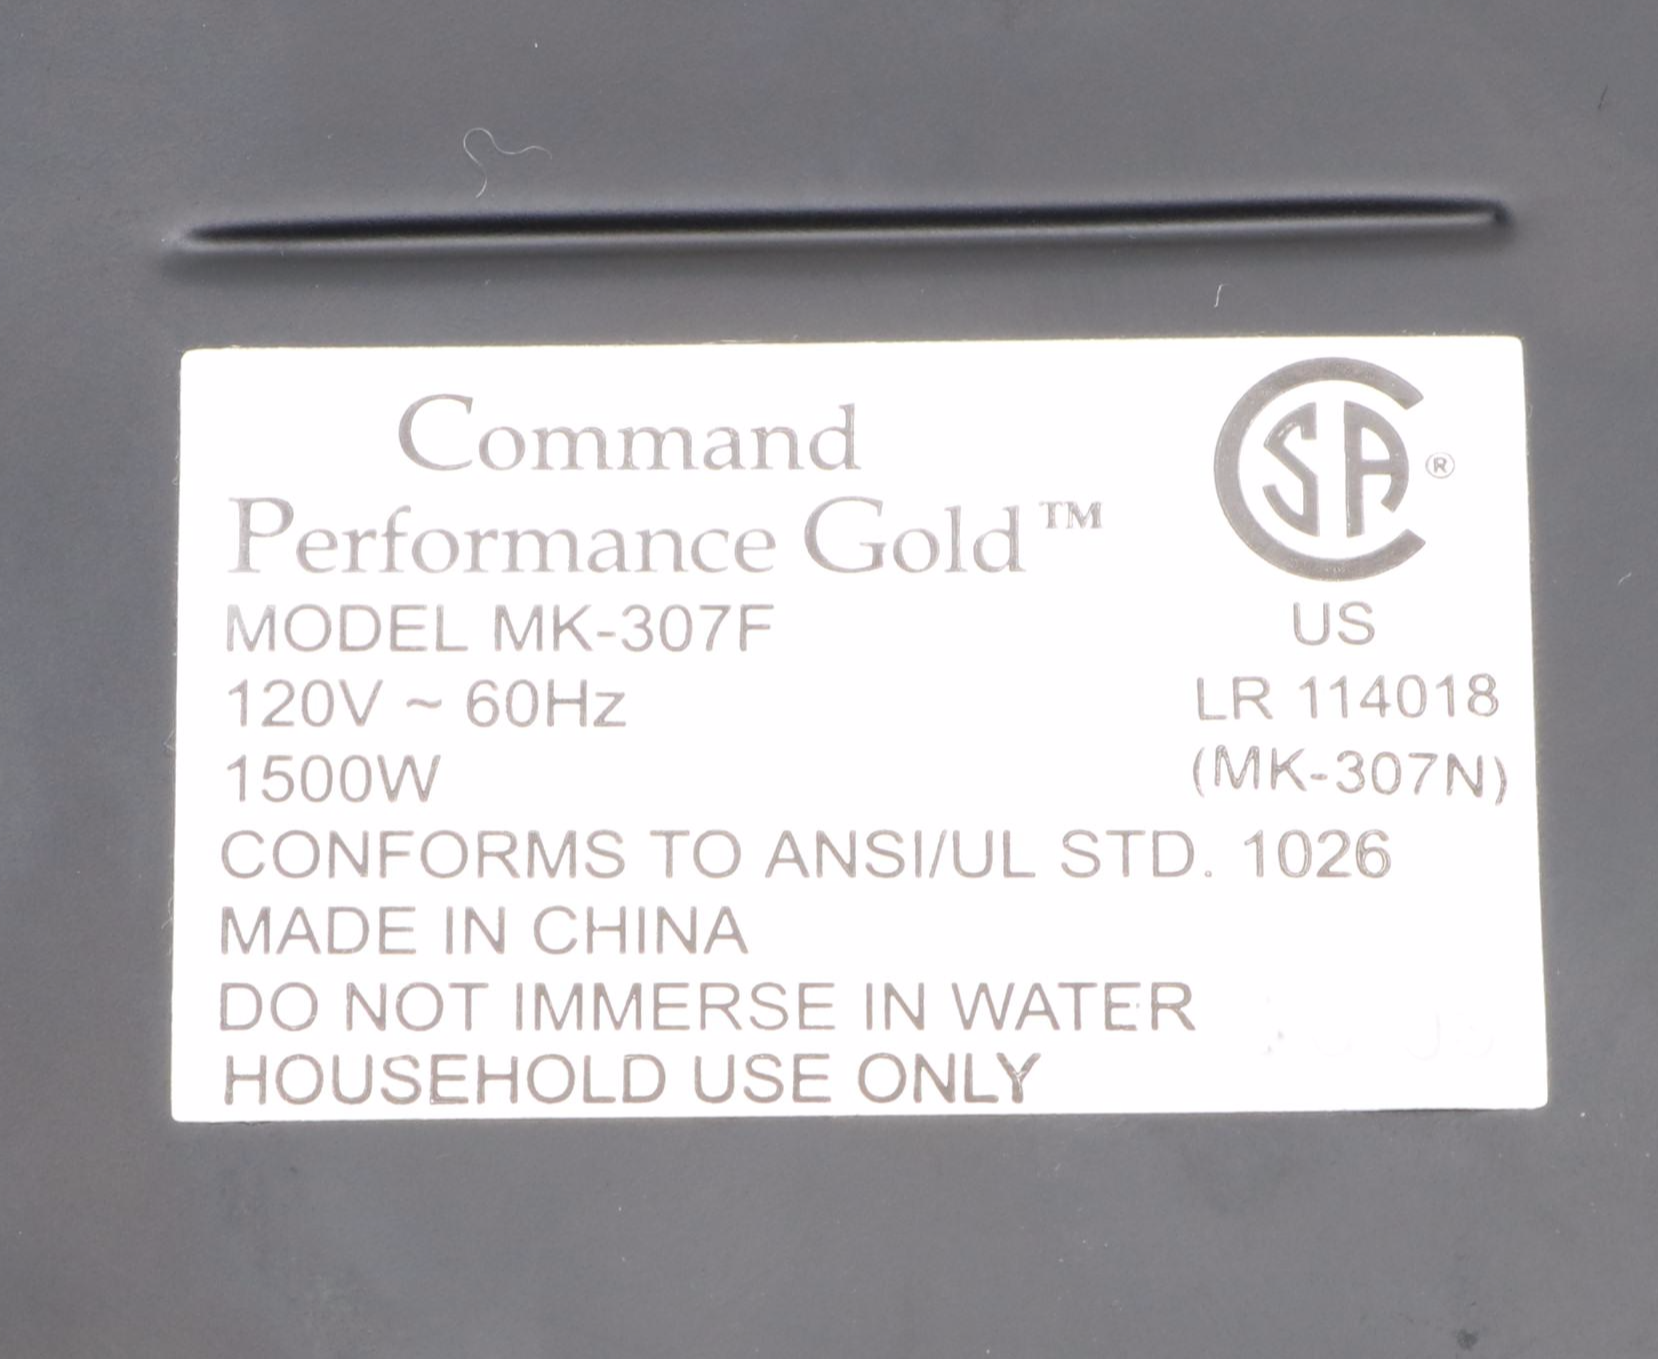 Command
Performance Gold™
MODEL MK-307F
120V ~ 60Hz
1500W
CONFORMS TO ANSI/UL STD. 1026
MADE IN CHINA
DO NOT IMMERSE IN WATER
HOUSEHOLD USE ONLY
CSA®
US
LR 114018
(MK-307N)